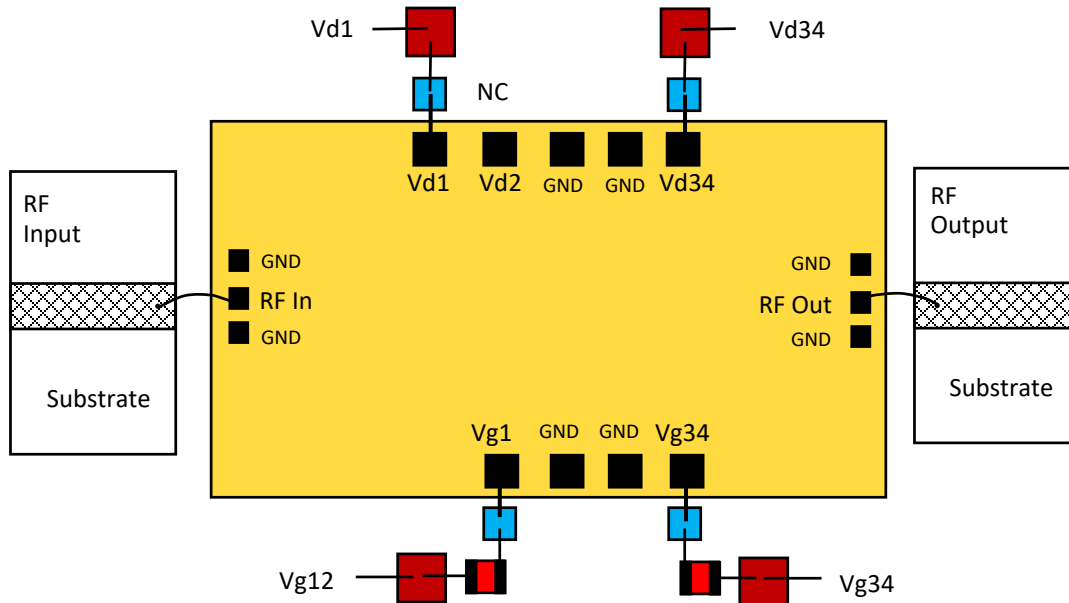 Vd1
Vd34
NC
Vd1
Vd2
GND
GND
Vd34
RF
Input
RF
Output
GND
GND
RF In
RF Out
GND
GND
Substrate
Substrate
Vg1
GND
GND
Vg34
Vg12
Vg34